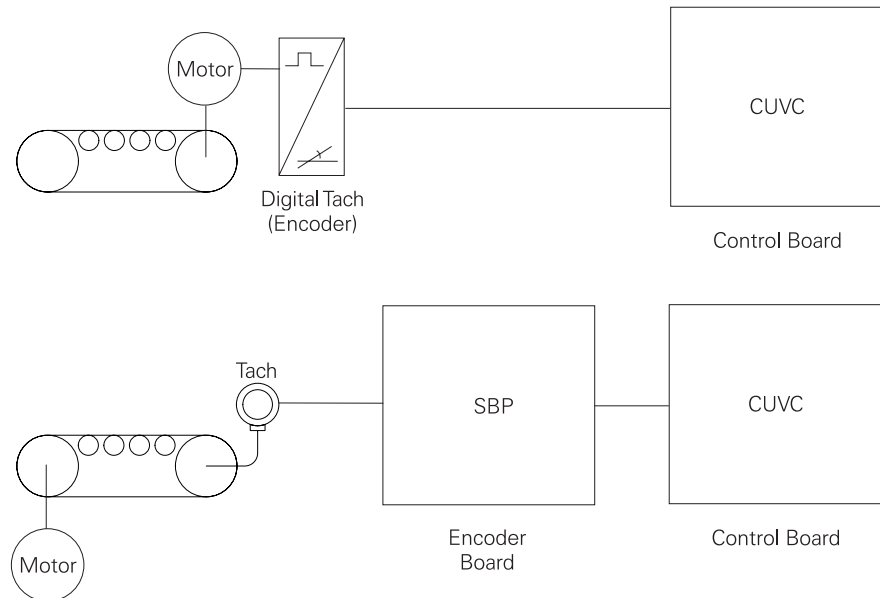 Motor
CUVC
Digital Tach
(Encoder)
Control Board
Tach
SBP
CUVC
Encoder
Board
Control Board
Motor